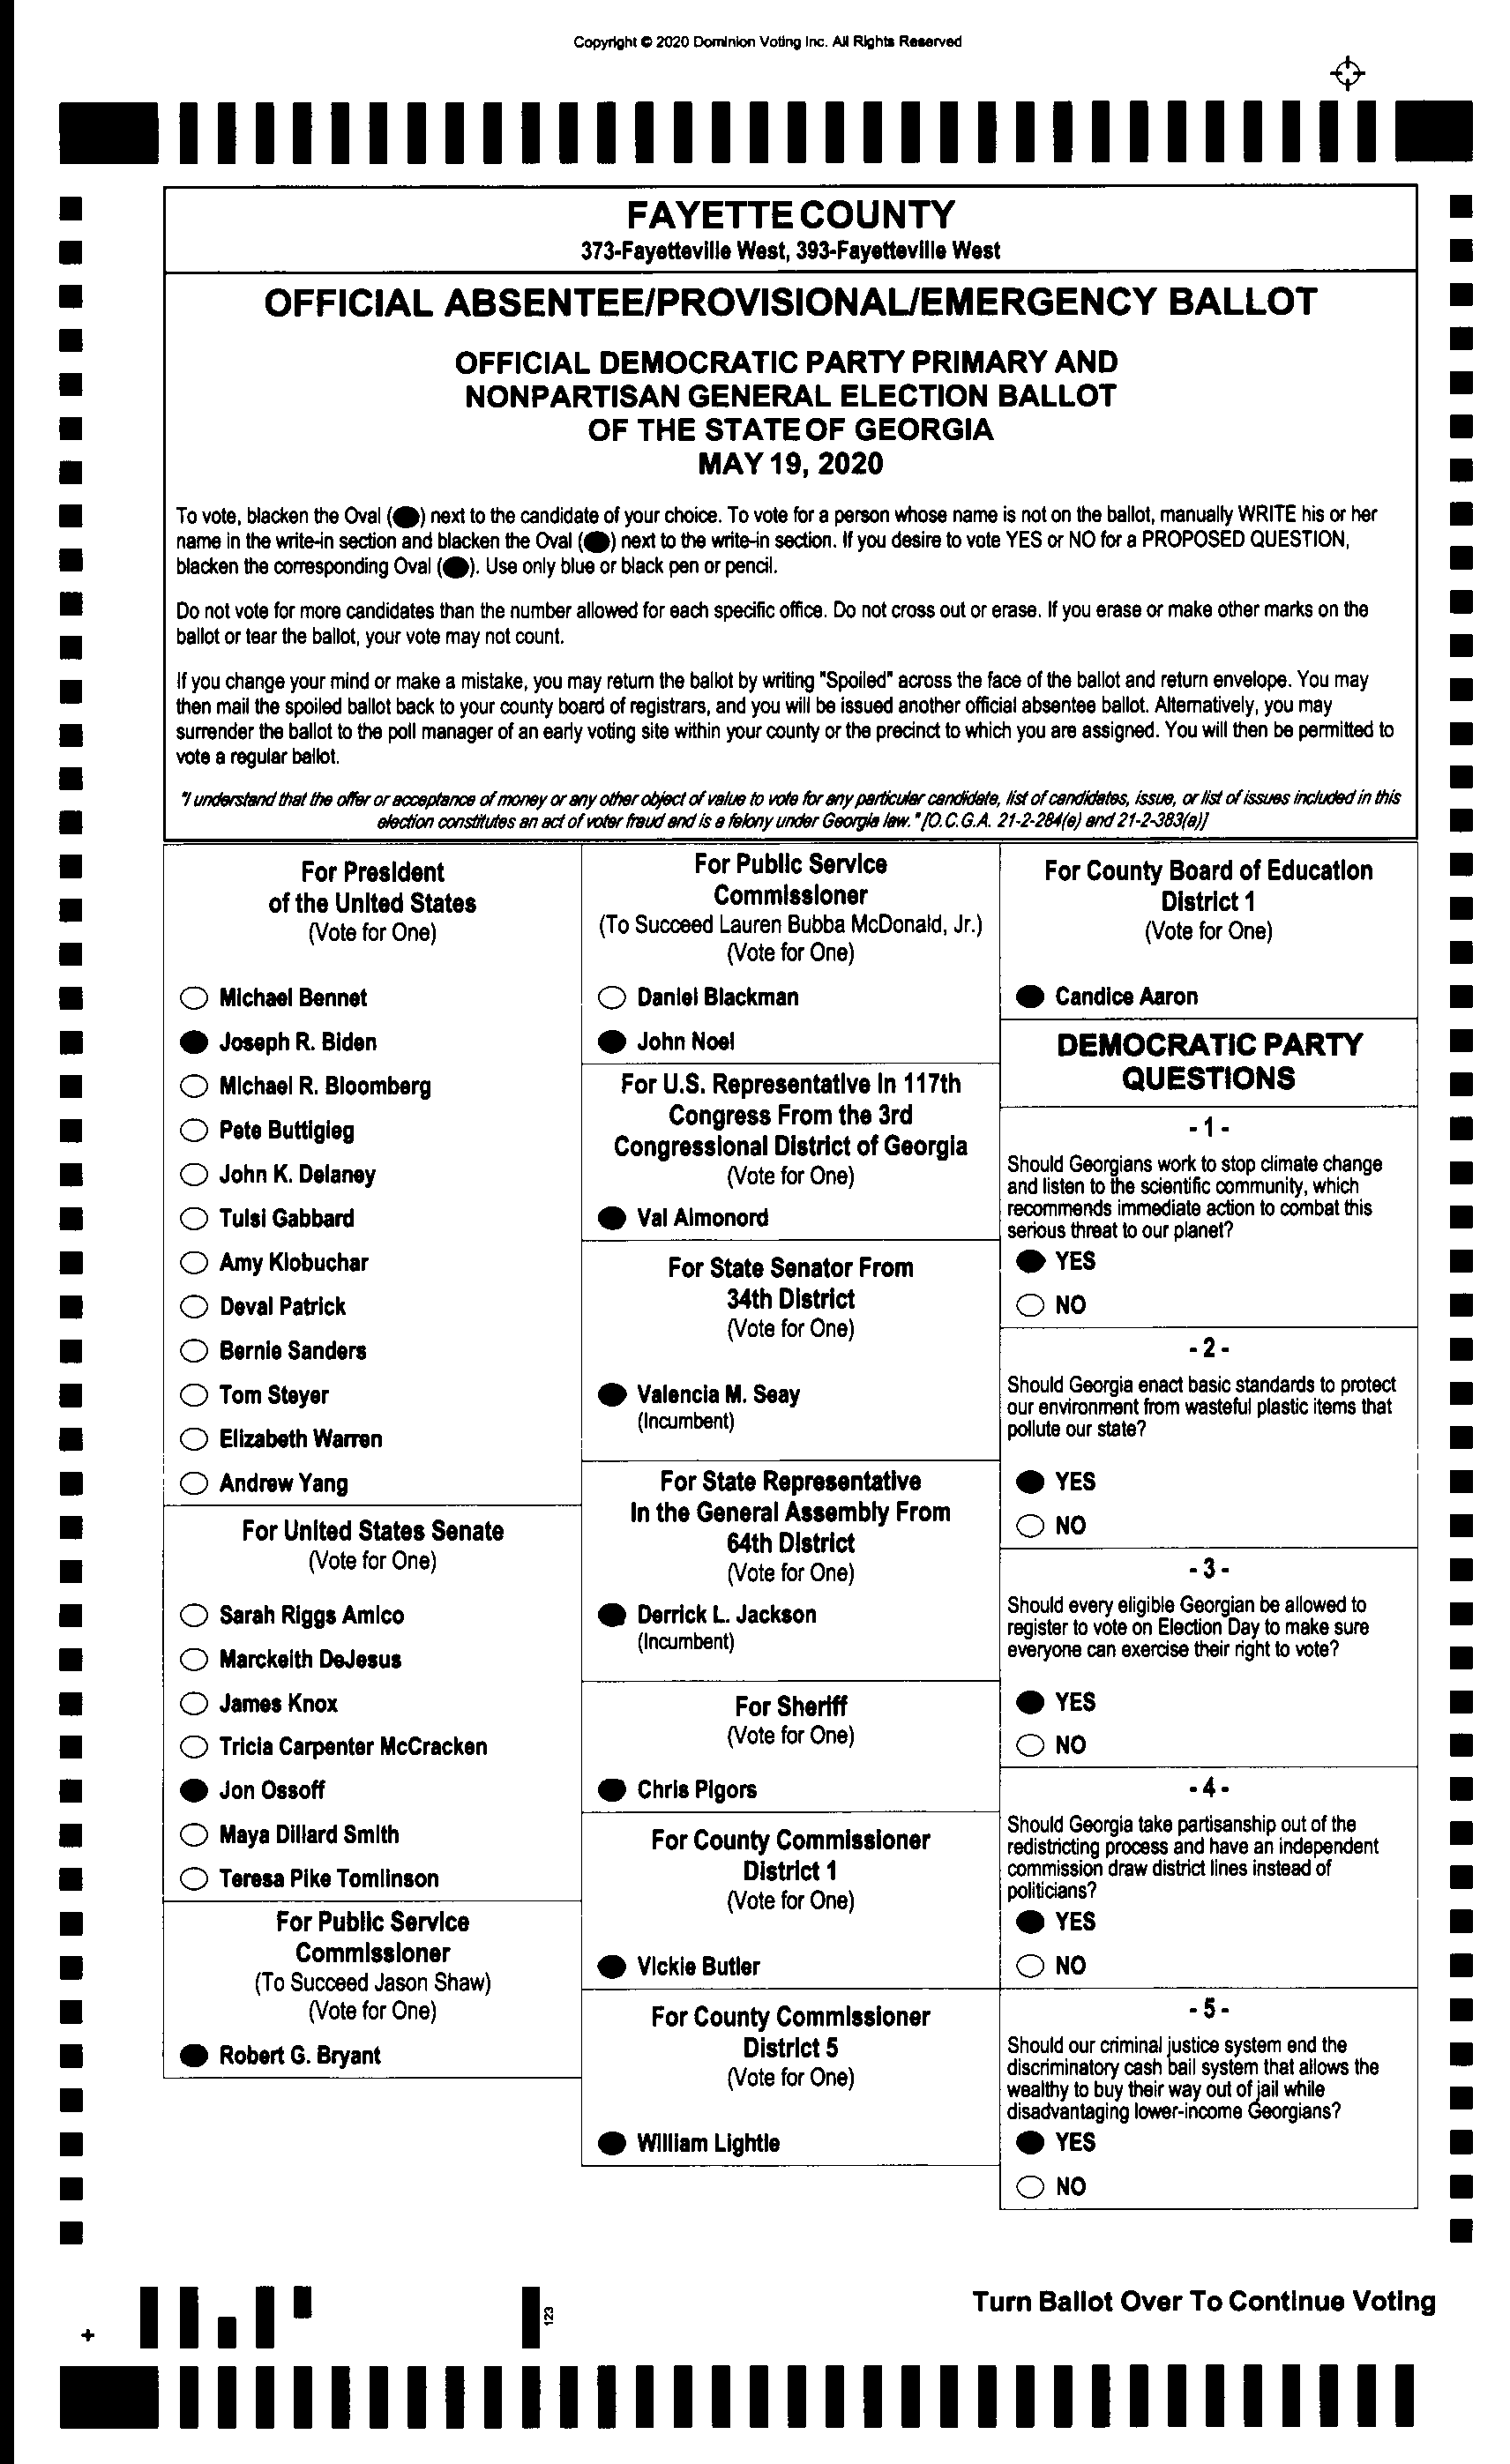 Copyright © 2020 Dominion Voting Inc. All Rights Reserved
FAYETTE COUNTY
373-Fayetteville West, 393-Fayetteville West
OFFICIAL ABSENTEE/PROVISIONAL/EMERGENCY BALLOT
OFFICIAL DEMOCRATIC PARTY PRIMARY AND
NONPARTISAN GENERAL ELECTION BALLOT
OF THE STATE OF GEORGIA
MAY 19, 2020
To vote, blacken the Oval (●) next to the candidate of your choice. To vote for a person whose name is not on the ballot, manually WRITE his or her
name in the write-in section and blacken the Oval (●) next to the write-in section. If you desire to vote YES or NO for a PROPOSED QUESTION,
blacken the corresponding Oval (●). Use only blue or black pen or pencil.
Do not vote for more candidates than the number allowed for each specific office. Do not cross out or erase. If you erase or make other marks on the
ballot or tear the ballot, your vote may not count.
If you change your mind or make a mistake, you may return the ballot by writing "Spoiled" across the face of the ballot and return envelope. You may
then mail the spoiled ballot back to your county board of registrars, and you will be issued another official absentee ballot. Alternatively, you may
surrender the ballot to the poll manager of an early voting site within your county or the precinct to which you are assigned. You will then be permitted to
vote a regular ballot.
"I understand that the offer or acceptance of money or any other object of value to vote for any particular candidate, list of candidates, issue, or list of issues included in this
election constitutes an act of voter fraud and is a felony under Georgia law." [O.C.G.A. 21-2-284(e) and 21-2-383(a)]
For President
of the United States
(Vote for One)
Michael Bennet
Joseph R. Biden
Michael R. Bloomberg
Pete Buttigieg
John K. Delaney
Tulsi Gabbard
Amy Klobuchar
Deval Patrick
Bernie Sanders
Tom Steyer
Elizabeth Warren
Andrew Yang
For United States Senate
(Vote for One)
Sarah Riggs Amico
Marckeith DeJesus
James Knox
Tricia Carpenter McCracken
Jon Ossoff
Maya Dillard Smith
Teresa Pike Tomlinson
For Public Service
Commissioner
(To Succeed Jason Shaw)
(Vote for One)
Robert G. Bryant
For Public Service
Commissioner
(To Succeed Lauren Bubba McDonald, Jr.)
(Vote for One)
Daniel Blackman
John Noel
For U.S. Representative in 117th
Congress From the 3rd
Congressional District of Georgia
(Vote for One)
Val Almonord
For State Senator From
34th District
(Vote for One)
Valencia M. Seay
(Incumbent)
For State Representative
In the General Assembly From
64th District
(Vote for One)
Derrick L. Jackson
(Incumbent)
For Sheriff
(Vote for One)
Chris Pigors
For County Commissioner
District 1
(Vote for One)
Vickie Butler
For County Commissioner
District 5
(Vote for One)
William Lightle
For County Board of Education
District 1
(Vote for One)
Candice Aaron
DEMOCRATIC PARTY
QUESTIONS
- 1 -
Should Georgians work to stop climate change
and listen to the scientific community, which
recommends immediate action to combat this
serious threat to our planet?
YES
NO
- 2 -
Should Georgia enact basic standards to protect
our environment from wasteful plastic items that
pollute our state?
YES
NO
- 3 -
Should every eligible Georgian be allowed to
register to vote on Election Day to make sure
everyone can exercise their right to vote?
YES
NO
- 4 -
Should Georgia take partisanship out of the
redistricting process and have an independent
commission draw district lines instead of
politicians?
YES
NO
- 5 -
Should our criminal justice system end the
discriminatory cash bail system that allows the
wealthy to buy their way out of jail while
disadvantaging lower-income Georgians?
YES
NO
Turn Ballot Over To Continue Voting
123
+